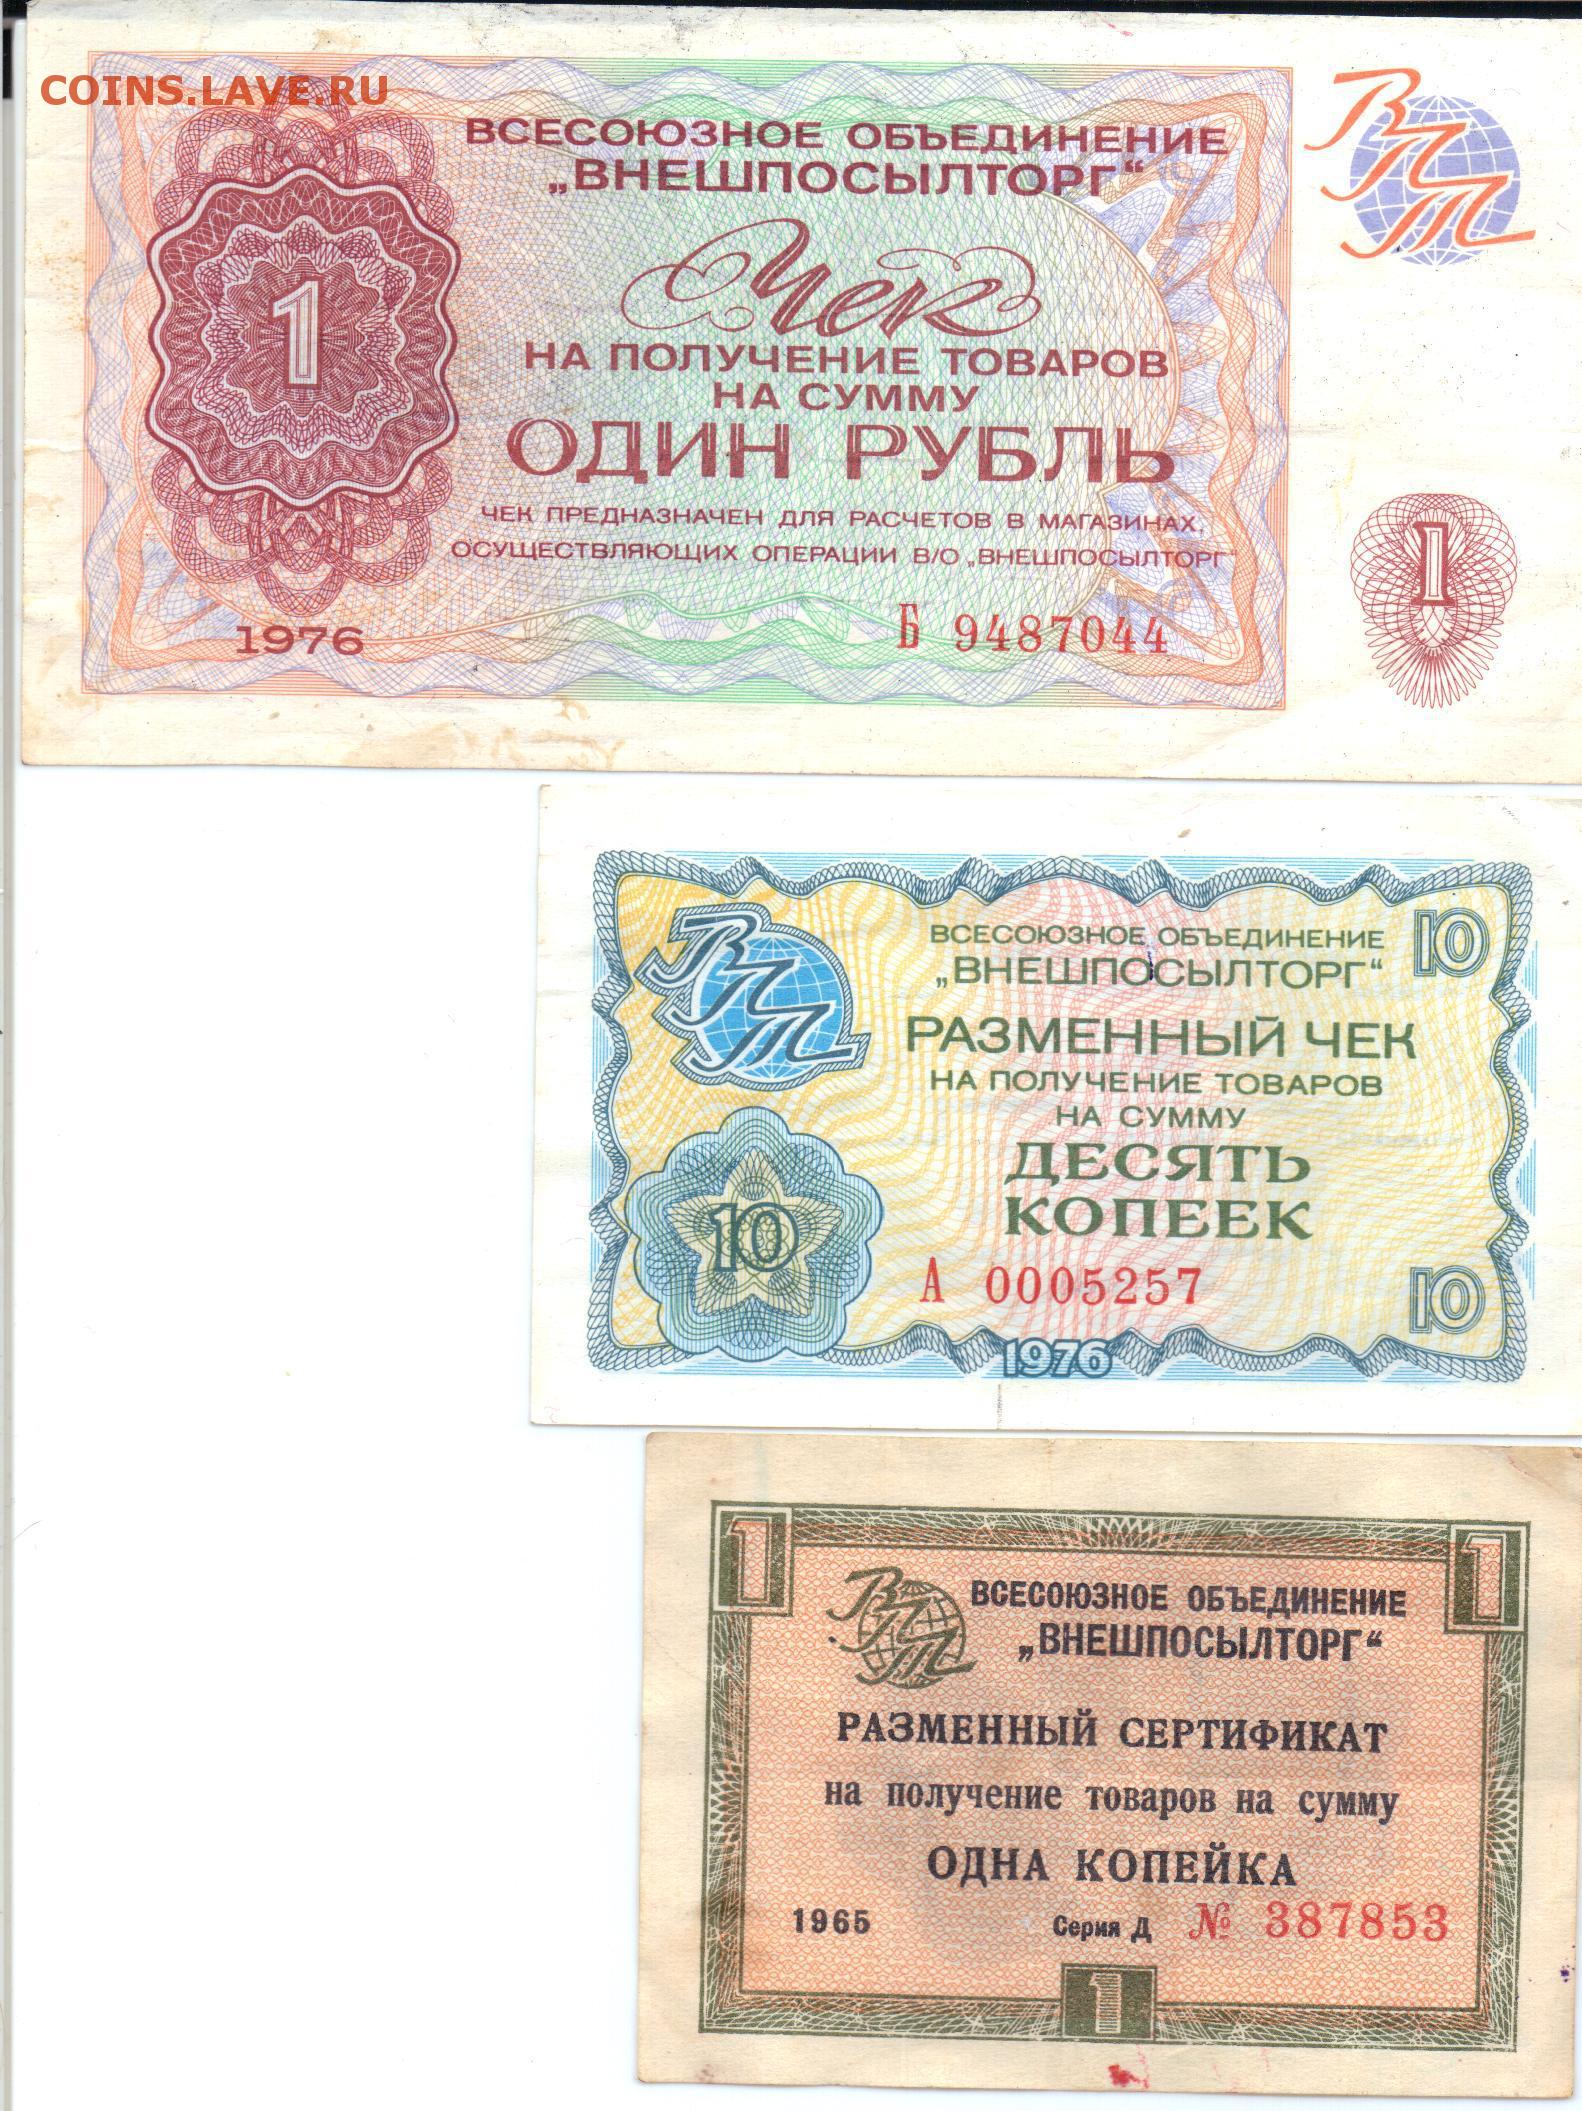 COINS.LAVE.RU
ВПТ
ВСЕСОЮЗНОЕ ОБЪЕДИНЕНИЕ
„ВНЕШПОСЫЛТОРГ“
Чек
НА ПОЛУЧЕНИЕ ТОВАРОВ
НА СУММУ
ОДИН РУБЛЬ
ЧЕК ПРЕДНАЗНАЧЕН ДЛЯ РАСЧЕТОВ В МАГАЗИНАХ,
ОСУЩЕСТВЛЯЮЩИХ ОПЕРАЦИИ В/О „ВНЕШПОСЫЛТОРГ“
1
1
1976
Б 9487044
ВПТ
ВСЕСОЮЗНОЕ ОБЪЕДИНЕНИЕ
„ВНЕШПОСЫЛТОРГ“
10
РАЗМЕННЫЙ ЧЕК
НА ПОЛУЧЕНИЕ ТОВАРОВ
НА СУММУ
ДЕСЯТЬ
КОПЕЕК
10
А 0005257
10
1976
1
1
ВПТ
ВСЕСОЮЗНОЕ ОБЪЕДИНЕНИЕ
„ВНЕШПОСЫЛТОРГ“
РАЗМЕННЫЙ СЕРТИФИКАТ
на получение товаров на сумму
ОДНА КОПЕЙКА
1965 Серия Д № 387853
1